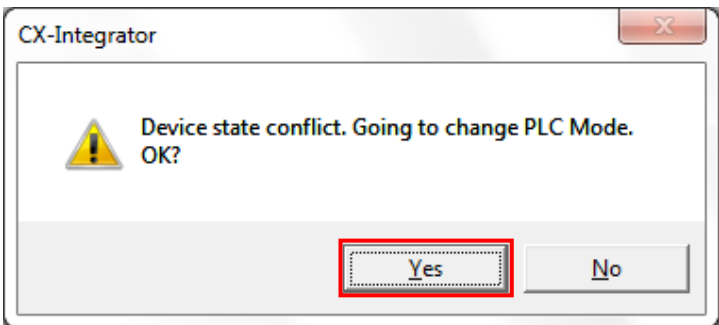 CX-Integrator
Device state conflict. Going to change PLC Mode.
OK?
Yes
No